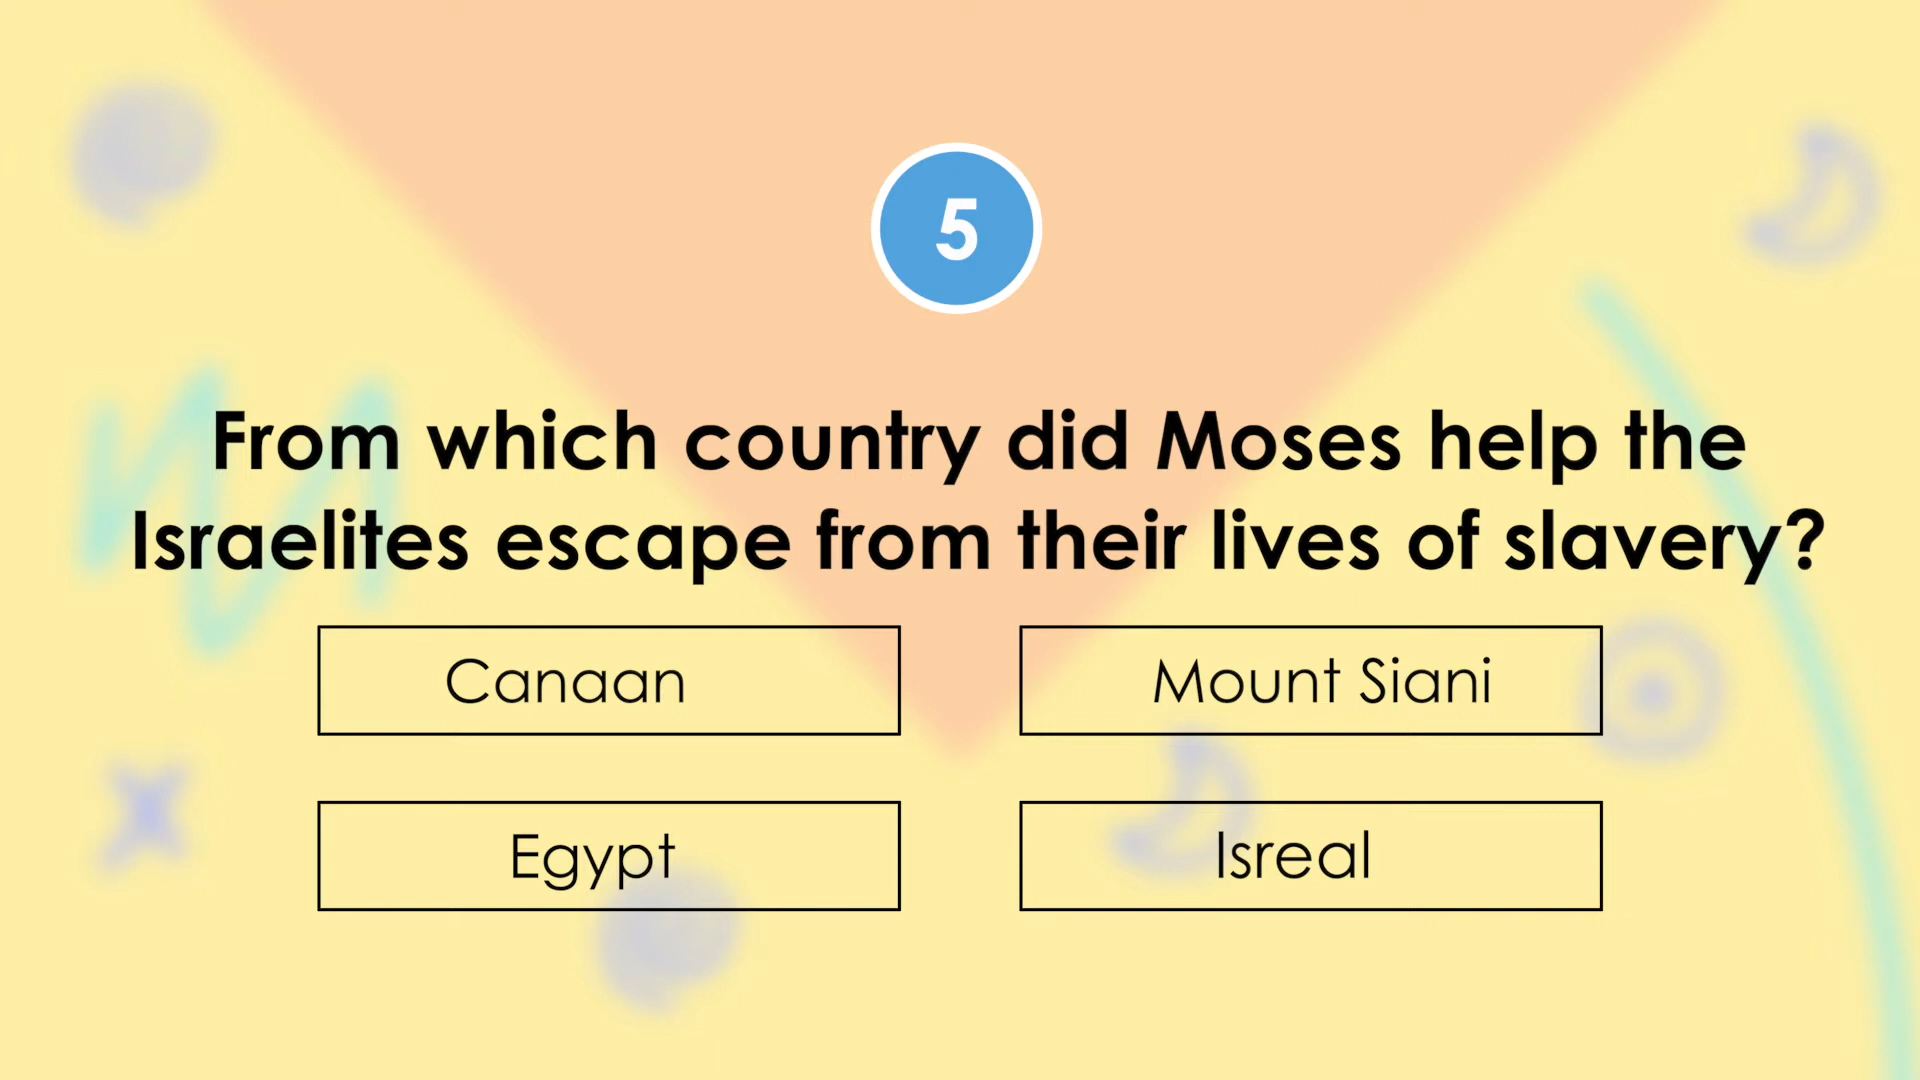 5
From which country did Moses help the
Israelites escape from their lives of slavery?
Canaan
Mount Siani
Egypt
Isreal